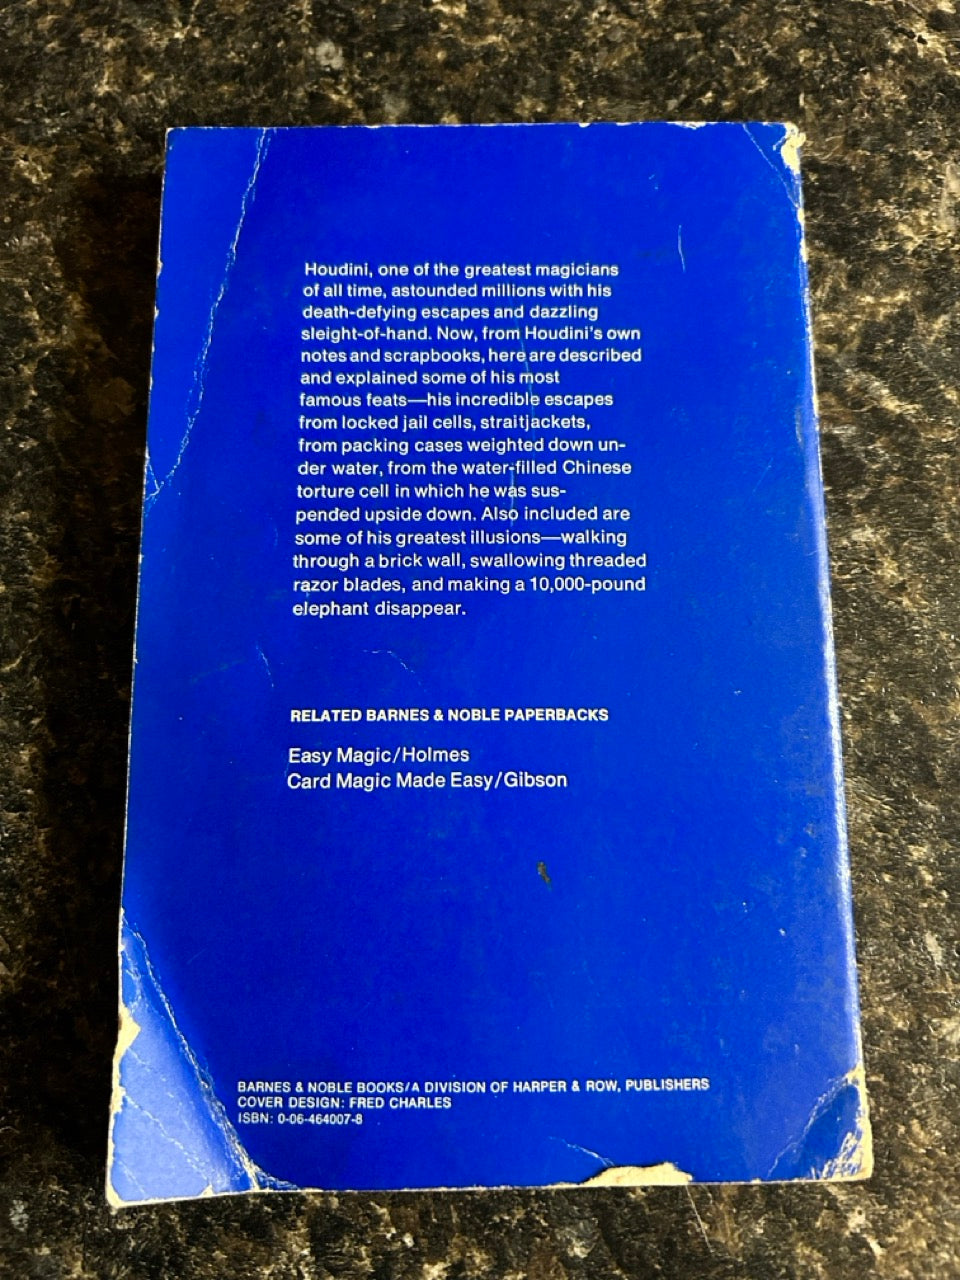 Houdini, one of the greatest magicians
of all time, astounded millions with his
death-defying escapes and dazzling
sleight-of-hand. Now, from Houdini's own
notes and scrapbooks, here are described
and explained some of his most
famous feats—his incredible escapes
from locked jail cells, straitjackets,
from packing cases weighted down un-
der water, from the water-filled Chinese
torture cell in which he was sus-
pended upside down. Also included are
some of his greatest illusions—walking
through a brick wall, swallowing threaded
razor blades, and making a 10,000-pound
elephant disappear.
RELATED BARNES & NOBLE PAPERBACKS
Easy Magic/Holmes
Card Magic Made Easy/Gibson
BARNES & NOBLE BOOKS/A DIVISION OF HARPER & ROW, PUBLISHERS
COVER DESIGN: FRED CHARLES
ISBN: 0-06-464007-8